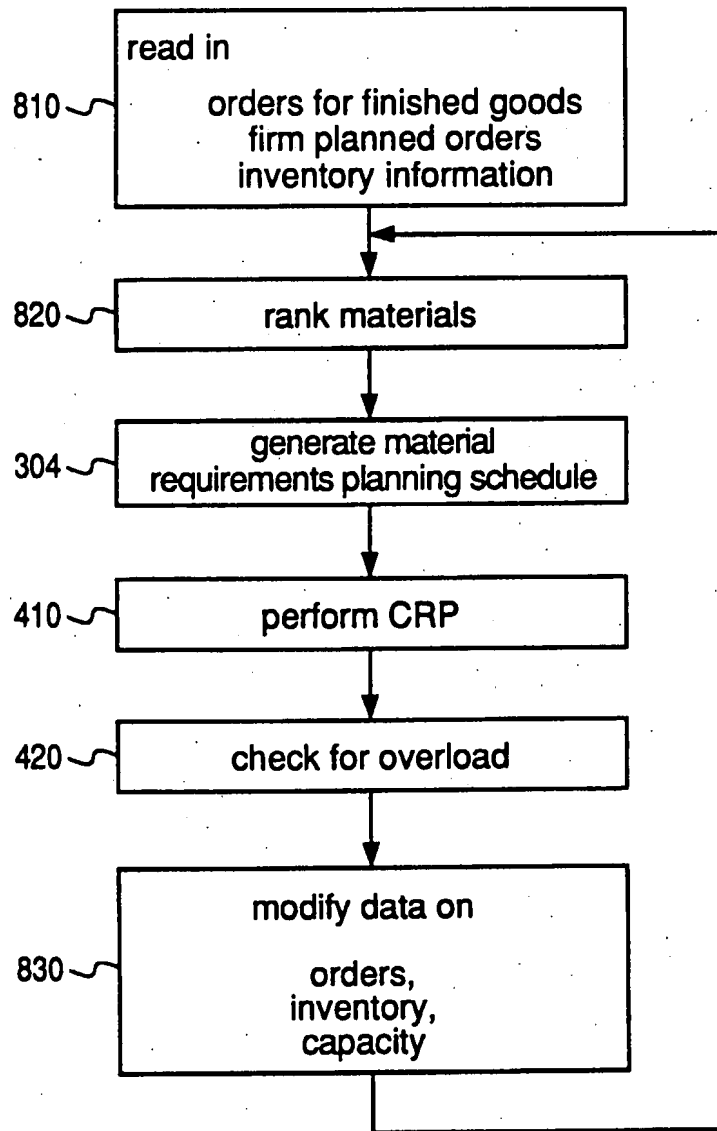 read in
810
orders for finished goods
firm planned orders
inventory information
820
rank materials
304
generate material
requirements planning schedule
410
perform CRP
420
check for overload
modify data on
830
orders,
inventory,
capacity